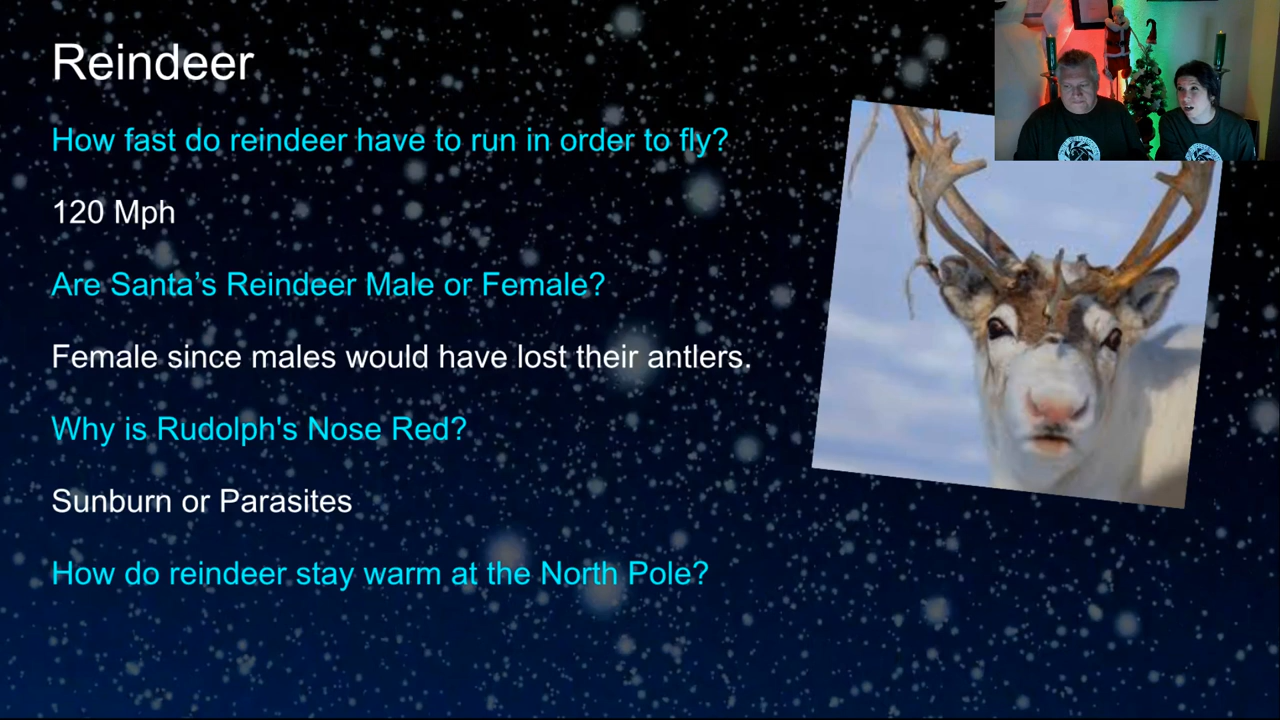 Reindeer
How fast do reindeer have to run in order to fly?
120 Mph
Are Santa’s Reindeer Male or Female?
Female since males would have lost their antlers.
Why is Rudolph's Nose Red?
Sunburn or Parasites
How do reindeer stay warm at the North Pole?